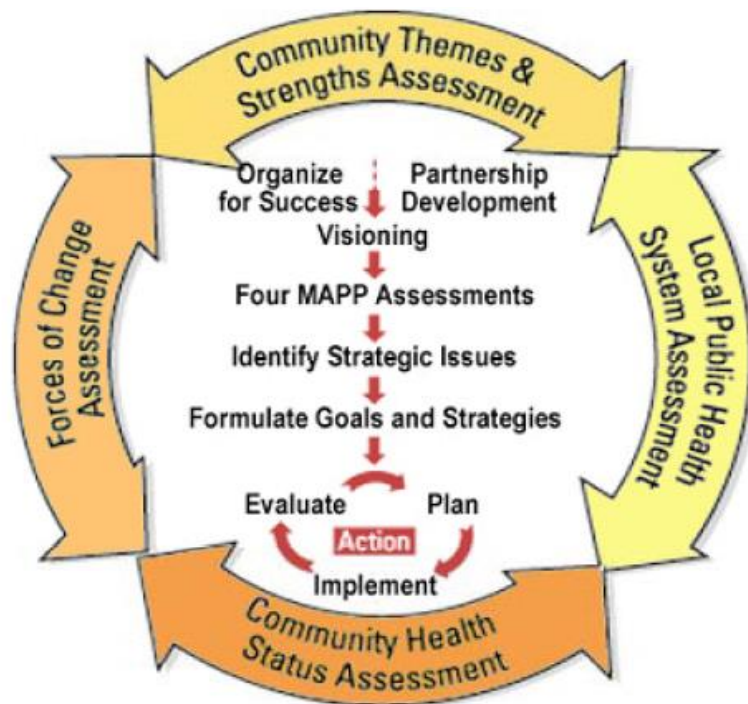 Community Themes &
Strengths Assessment
Organize
for Success
Partnership
Development
Visioning
Four MAPP Assessments
Identify Strategic Issues
Formulate Goals and Strategies
Evaluate
Plan
Action
Implement
Forces of Change
Assessment
Local Public Health
System Assessment
Community Health
Status Assessment